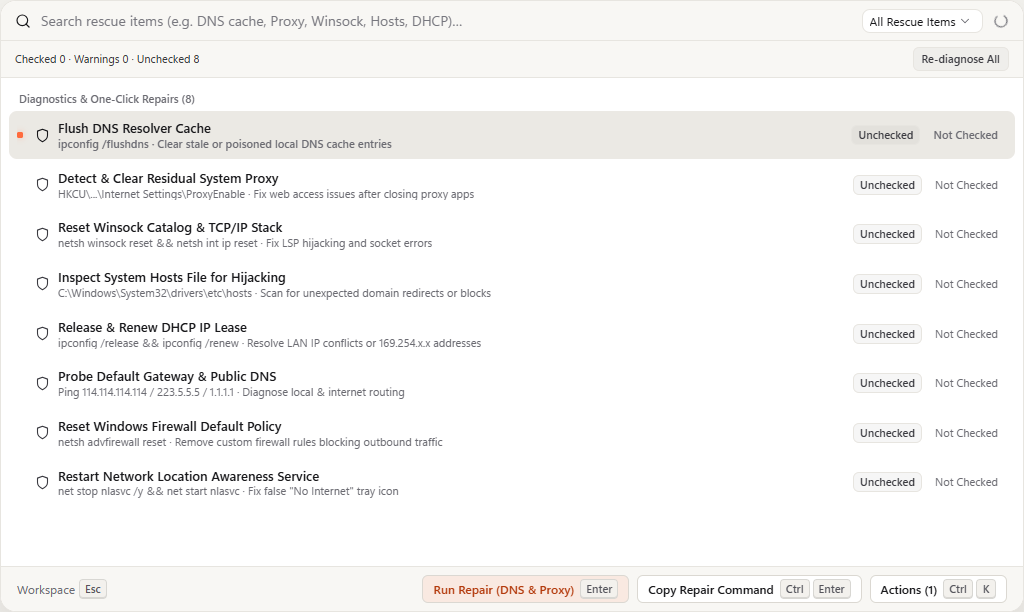 Search rescue items (e.g. DNS cache, Proxy, Winsock, Hosts, DHCP)...
All Rescue Items
Checked 0 · Warnings 0 · Unchecked 8
Re-diagnose All
Diagnostics & One-Click Repairs (8)
Flush DNS Resolver Cache
ipconfig /flushdns · Clear stale or poisoned local DNS cache entries
Unchecked Not Checked
Detect & Clear Residual System Proxy
HKCU\...\Internet Settings\ProxyEnable · Fix web access issues after closing proxy apps
Unchecked Not Checked
Reset Winsock Catalog & TCP/IP Stack
netsh winsock reset && netsh int ip reset · Fix LSP hijacking and socket errors
Unchecked Not Checked
Inspect System Hosts File for Hijacking
C:\Windows\System32\drivers\etc\hosts · Scan for unexpected domain redirects or blocks
Unchecked Not Checked
Release & Renew DHCP IP Lease
ipconfig /release && ipconfig /renew · Resolve LAN IP conflicts or 169.254.x.x addresses
Unchecked Not Checked
Probe Default Gateway & Public DNS
Ping 114.114.114.114 / 223.5.5.5 / 1.1.1.1 · Diagnose local & internet routing
Unchecked Not Checked
Reset Windows Firewall Default Policy
netsh advfirewall reset · Remove custom firewall rules blocking outbound traffic
Unchecked Not Checked
Restart Network Location Awareness Service
net stop nlasvc /y && net start nlasvc · Fix false "No Internet" tray icon
Unchecked Not Checked
Workspace Esc
Run Repair (DNS & Proxy) Enter
Copy Repair Command Ctrl Enter
Actions (1) Ctrl K